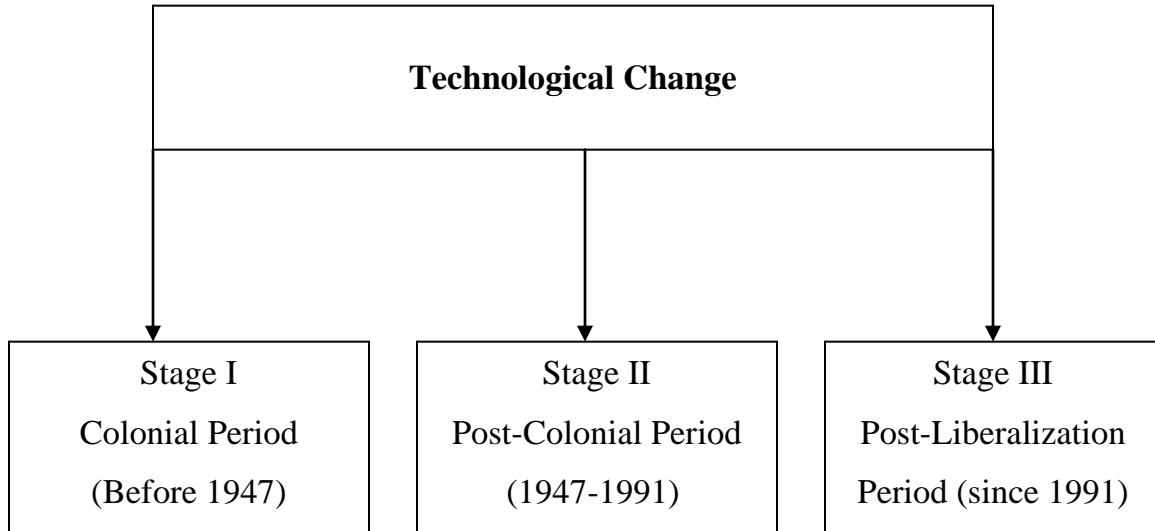 Technological Change
Stage I
Colonial Period
(Before 1947)
Stage II
Post-Colonial Period
(1947-1991)
Stage III
Post-Liberalization
Period (since 1991)